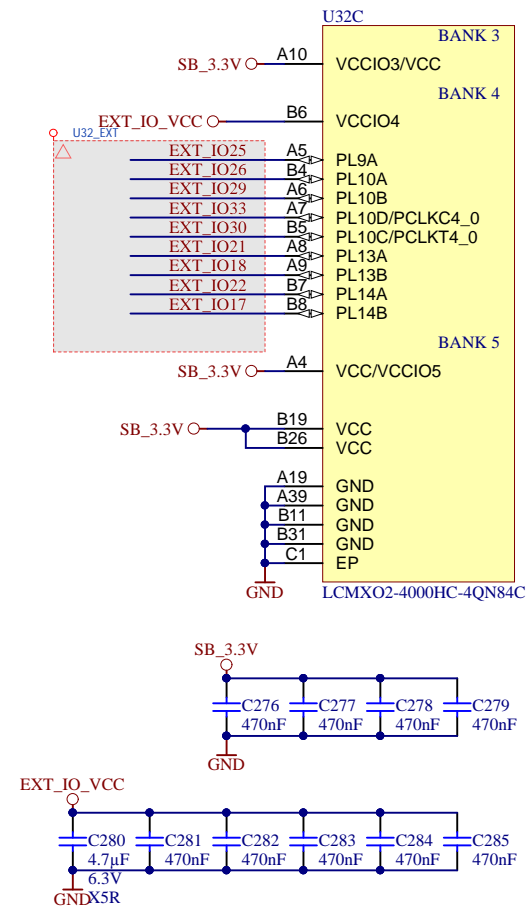 U32C
BANK 3
SB_3.3V A10 VCCIO3/VCC
BANK 4
EXT_IO_VCC B6 VCCIO4
U32_EXT
EXT_IO25 A5 PL9A
EXT_IO26 B4 PL10A
EXT_IO29 A6 PL10B
EXT_IO33 A7 PL10D/PCLKC4_0
EXT_IO30 B5 PL10C/PCLKT4_0
EXT_IO21 A8 PL13A
EXT_IO18 A9 PL13B
EXT_IO22 B7 PL14A
EXT_IO17 B8 PL14B
BANK 5
SB_3.3V A4 VCC/VCCIO5
SB_3.3V B19 VCC
B26 VCC
A19 GND
A39 GND
B11 GND
B31 GND
C1 EP
GND LCMXO2-4000HC-4QN84C
SB_3.3V
C276 C277 C278 C279
470nF 470nF 470nF 470nF
GND
EXT_IO_VCC
C280 C281 C282 C283 C284 C285
4.7µF 470nF 470nF 470nF 470nF 470nF
6.3V
GND X5R